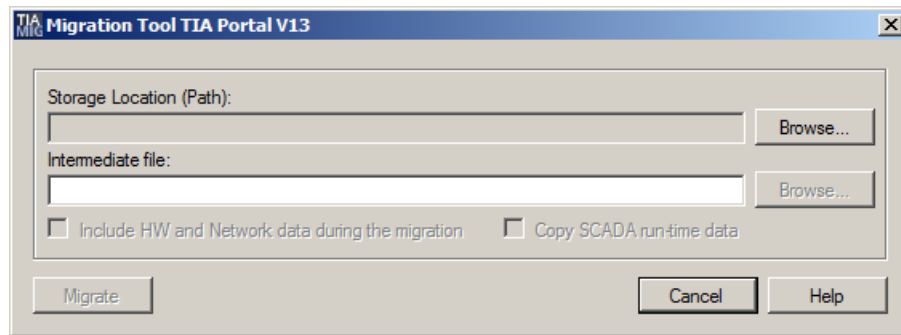 TIA MIG Migration Tool TIA Portal V13
Storage Location (Path):
Browse...
Intermediate file:
Browse...
Include HW and Network data during the migration Copy SCADA run-time data
Migrate Cancel Help